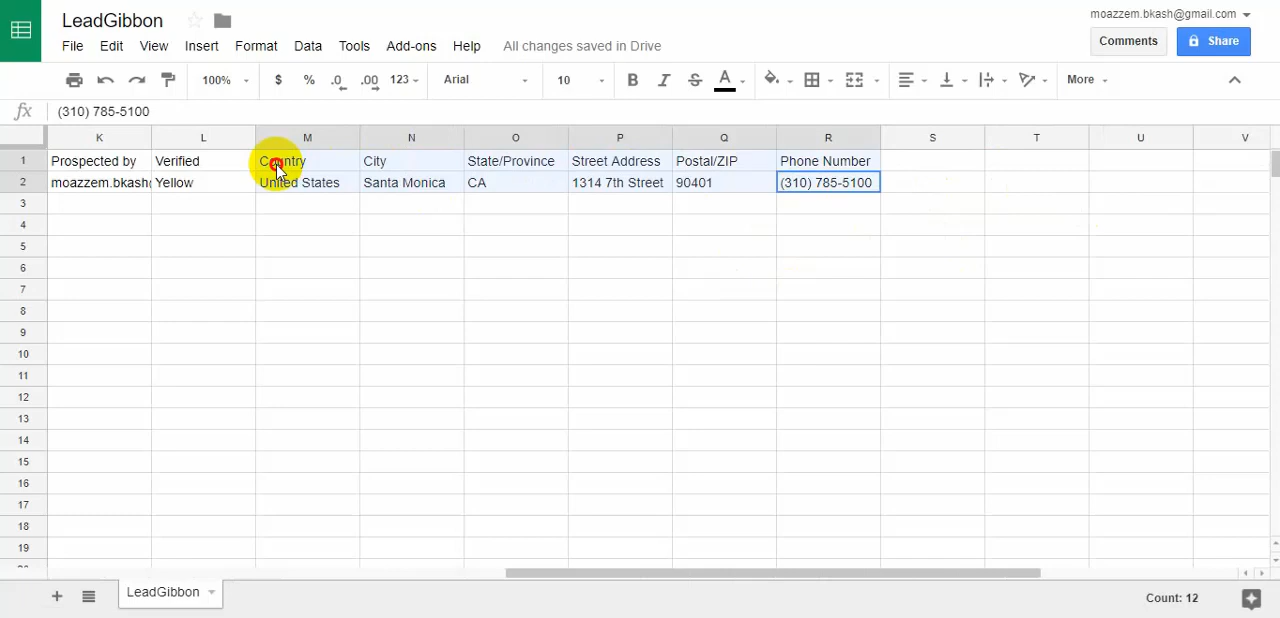 LeadGibbon
moazzem.bkash@gmail.com
File Edit View Insert Format Data Tools Add-ons Help All changes saved in Drive
Comments Share
100% $ % .0 .00 123 Arial 10 B I S A More
fx (310) 785-5100
K L M N O P Q R S T U V
1 Prospected by Verified Country City State/Province Street Address Postal/ZIP Phone Number
2 moazzem.bkash Yellow United States Santa Monica CA 1314 7th Street 90401 (310) 785-5100
3
4
5
6
7
8
9
10
11
12
13
14
15
16
17
18
19
LeadGibbon
Count: 12